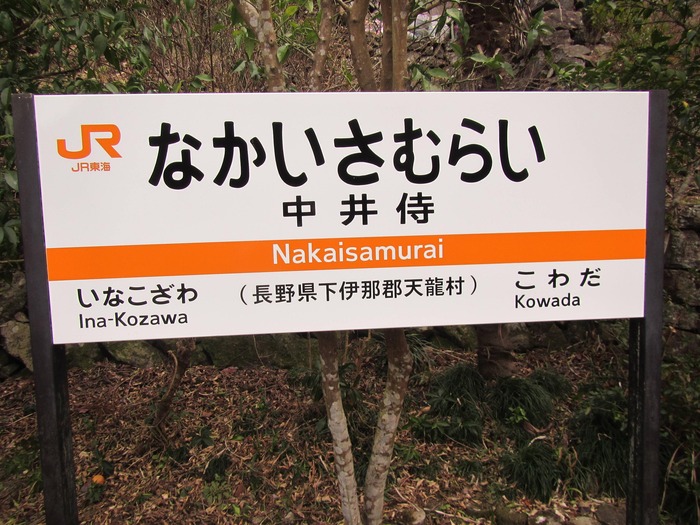 JR
JR東海
なかいさむらい
中井侍
Nakaisamurai
いなこざわ
Ina-Kozawa
（長野県下伊那郡天龍村）
こわだ
Kowada